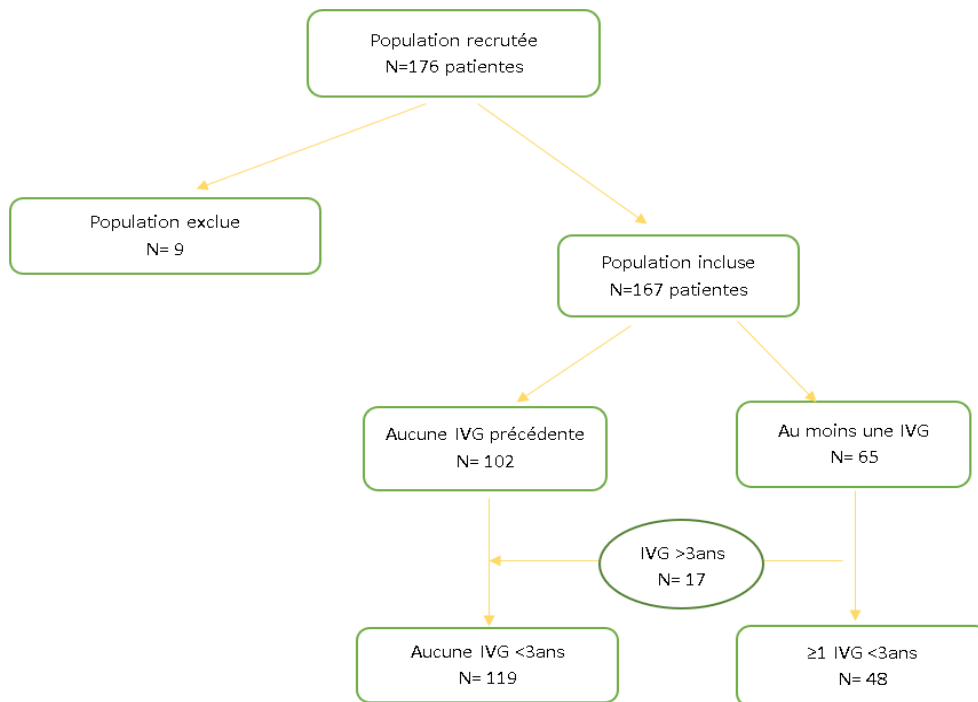 Population recrutée
N=176 patientes
Population exclue
N= 9
Population incluse
N=167 patientes
Aucune IVG précédente
N= 102
Au moins une IVG
N= 65
IVG >3ans
N= 17
Aucune IVG <3ans
N= 119
≥1 IVG <3ans
N= 48